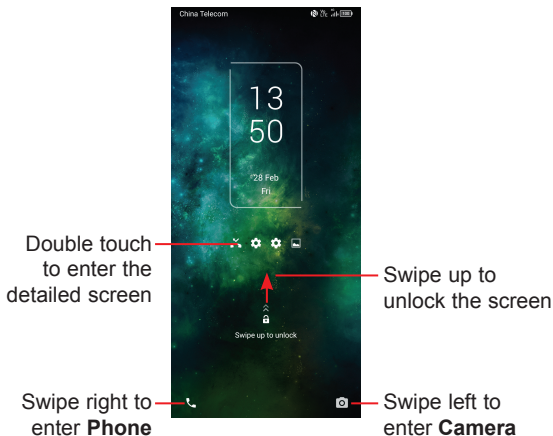 China Telecom
13
50
28 Feb
Fri
Double touch
to enter the
detailed screen
Swipe up to
unlock the screen
Swipe up to unlock
Swipe right to
enter Phone
Swipe left to
enter Camera